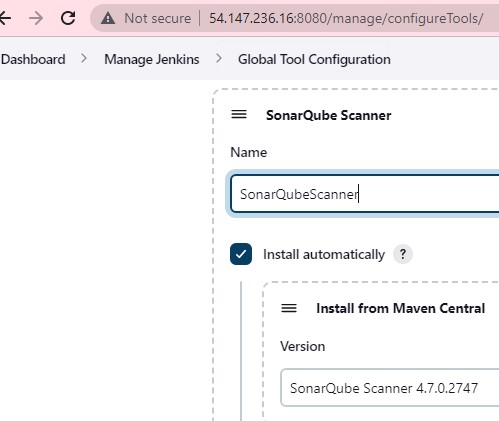 Not secure | 54.147.236.16:8080/manage/configureTools/
Dashboard > Manage Jenkins > Global Tool Configuration
SonarQube Scanner
Name
SonarQubeScanner
Install automatically ?
Install from Maven Central
Version
SonarQube Scanner 4.7.0.2747